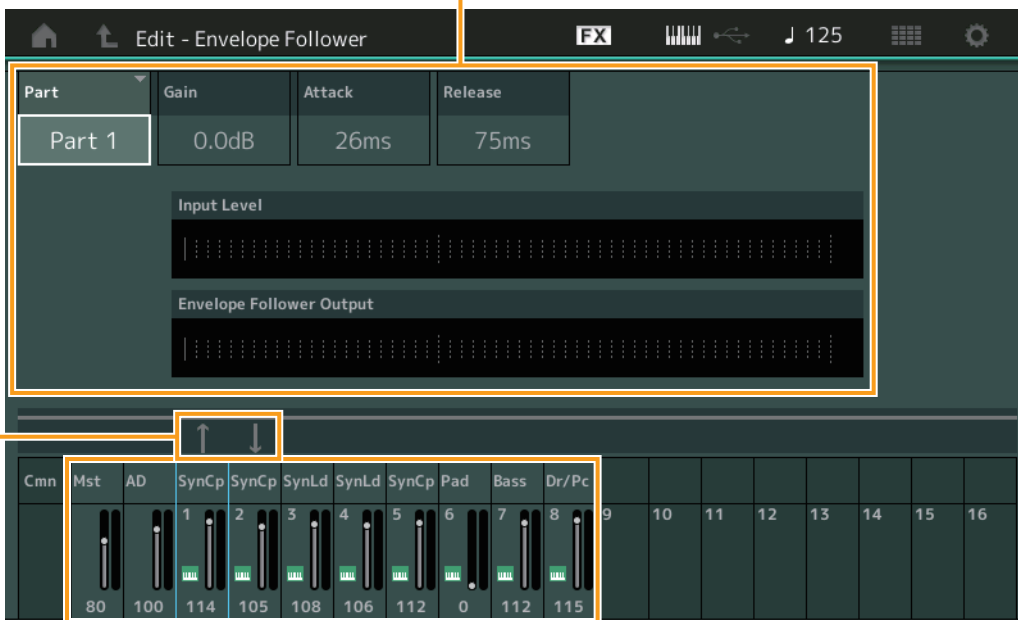 Edit - Envelope Follower FX 125
Part Gain Attack Release
Part 1 0.0dB 26ms 75ms
Input Level
Envelope Follower Output
Cmn Mst AD SynCp SynCp SynLd SynLd SynCp Pad Bass Dr/Pc
1 2 3 4 5 6 7 8 9 10 11 12 13 14 15 16
80 100 114 105 108 106 112 0 112 115